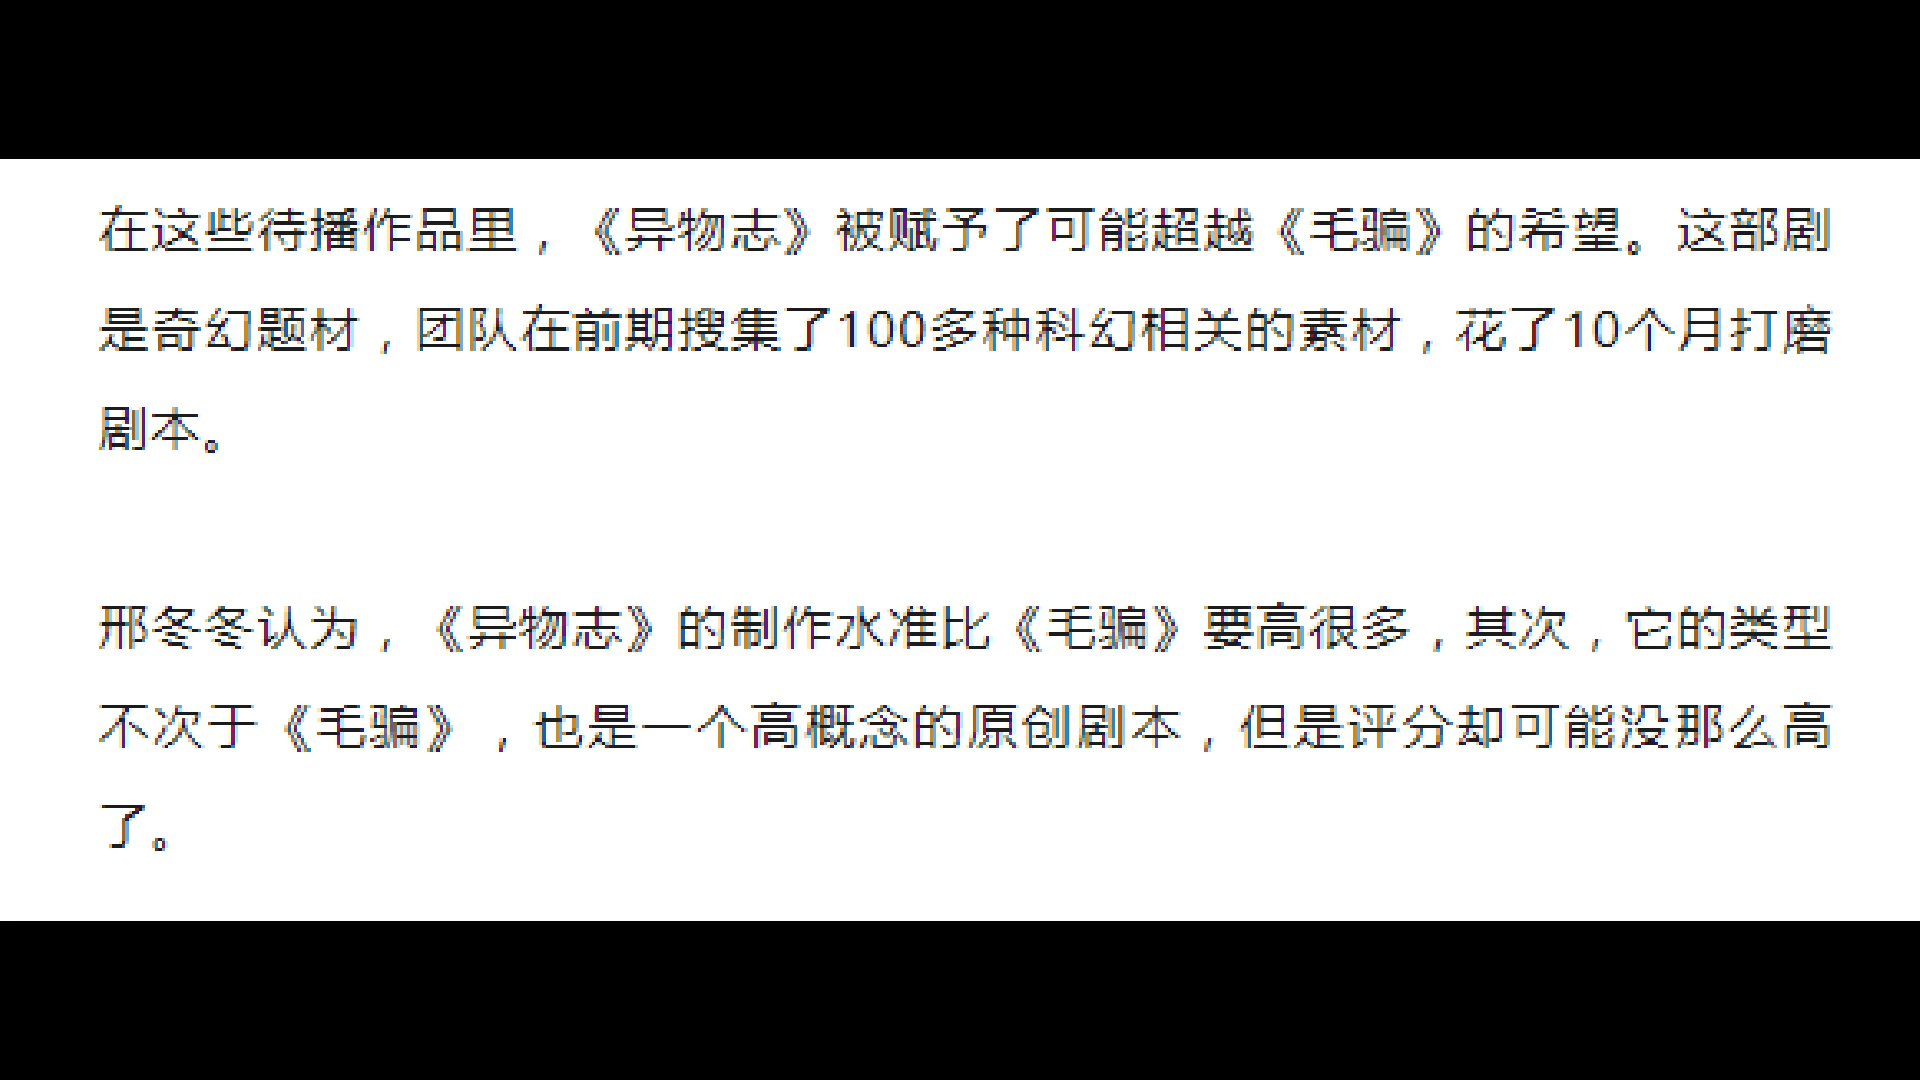 在这些待播作品里，《异物志》被赋予了可能超越《毛骗》的希望。这部剧
是奇幻题材，团队在前期搜集了100多种科幻相关的素材，花了10个月打磨
剧本。
邢冬冬认为，《异物志》的制作水准比《毛骗》要高很多，其次，它的类型
不次于《毛骗》，也是一个高概念的原创剧本，但是评分却可能没那么高
了。